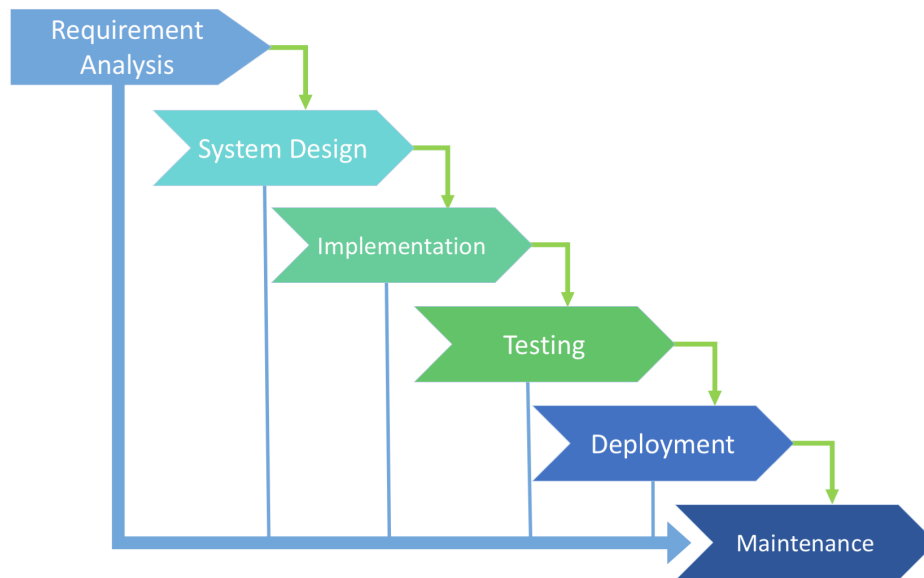 Requirement
Analysis
System Design
Implementation
Testing
Deployment
Maintenance